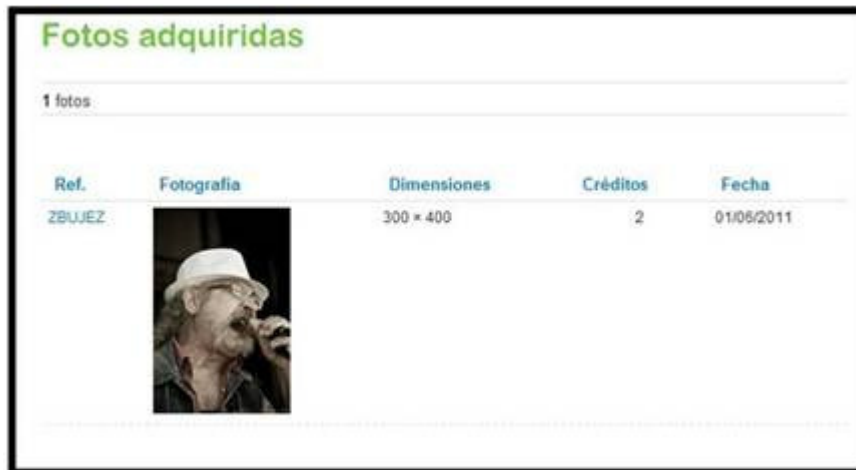 Fotos adquiridas
1 fotos
Ref. Fotografía Dimensiones Créditos Fecha
ZBUJEZ 300 × 400 2 01/06/2011